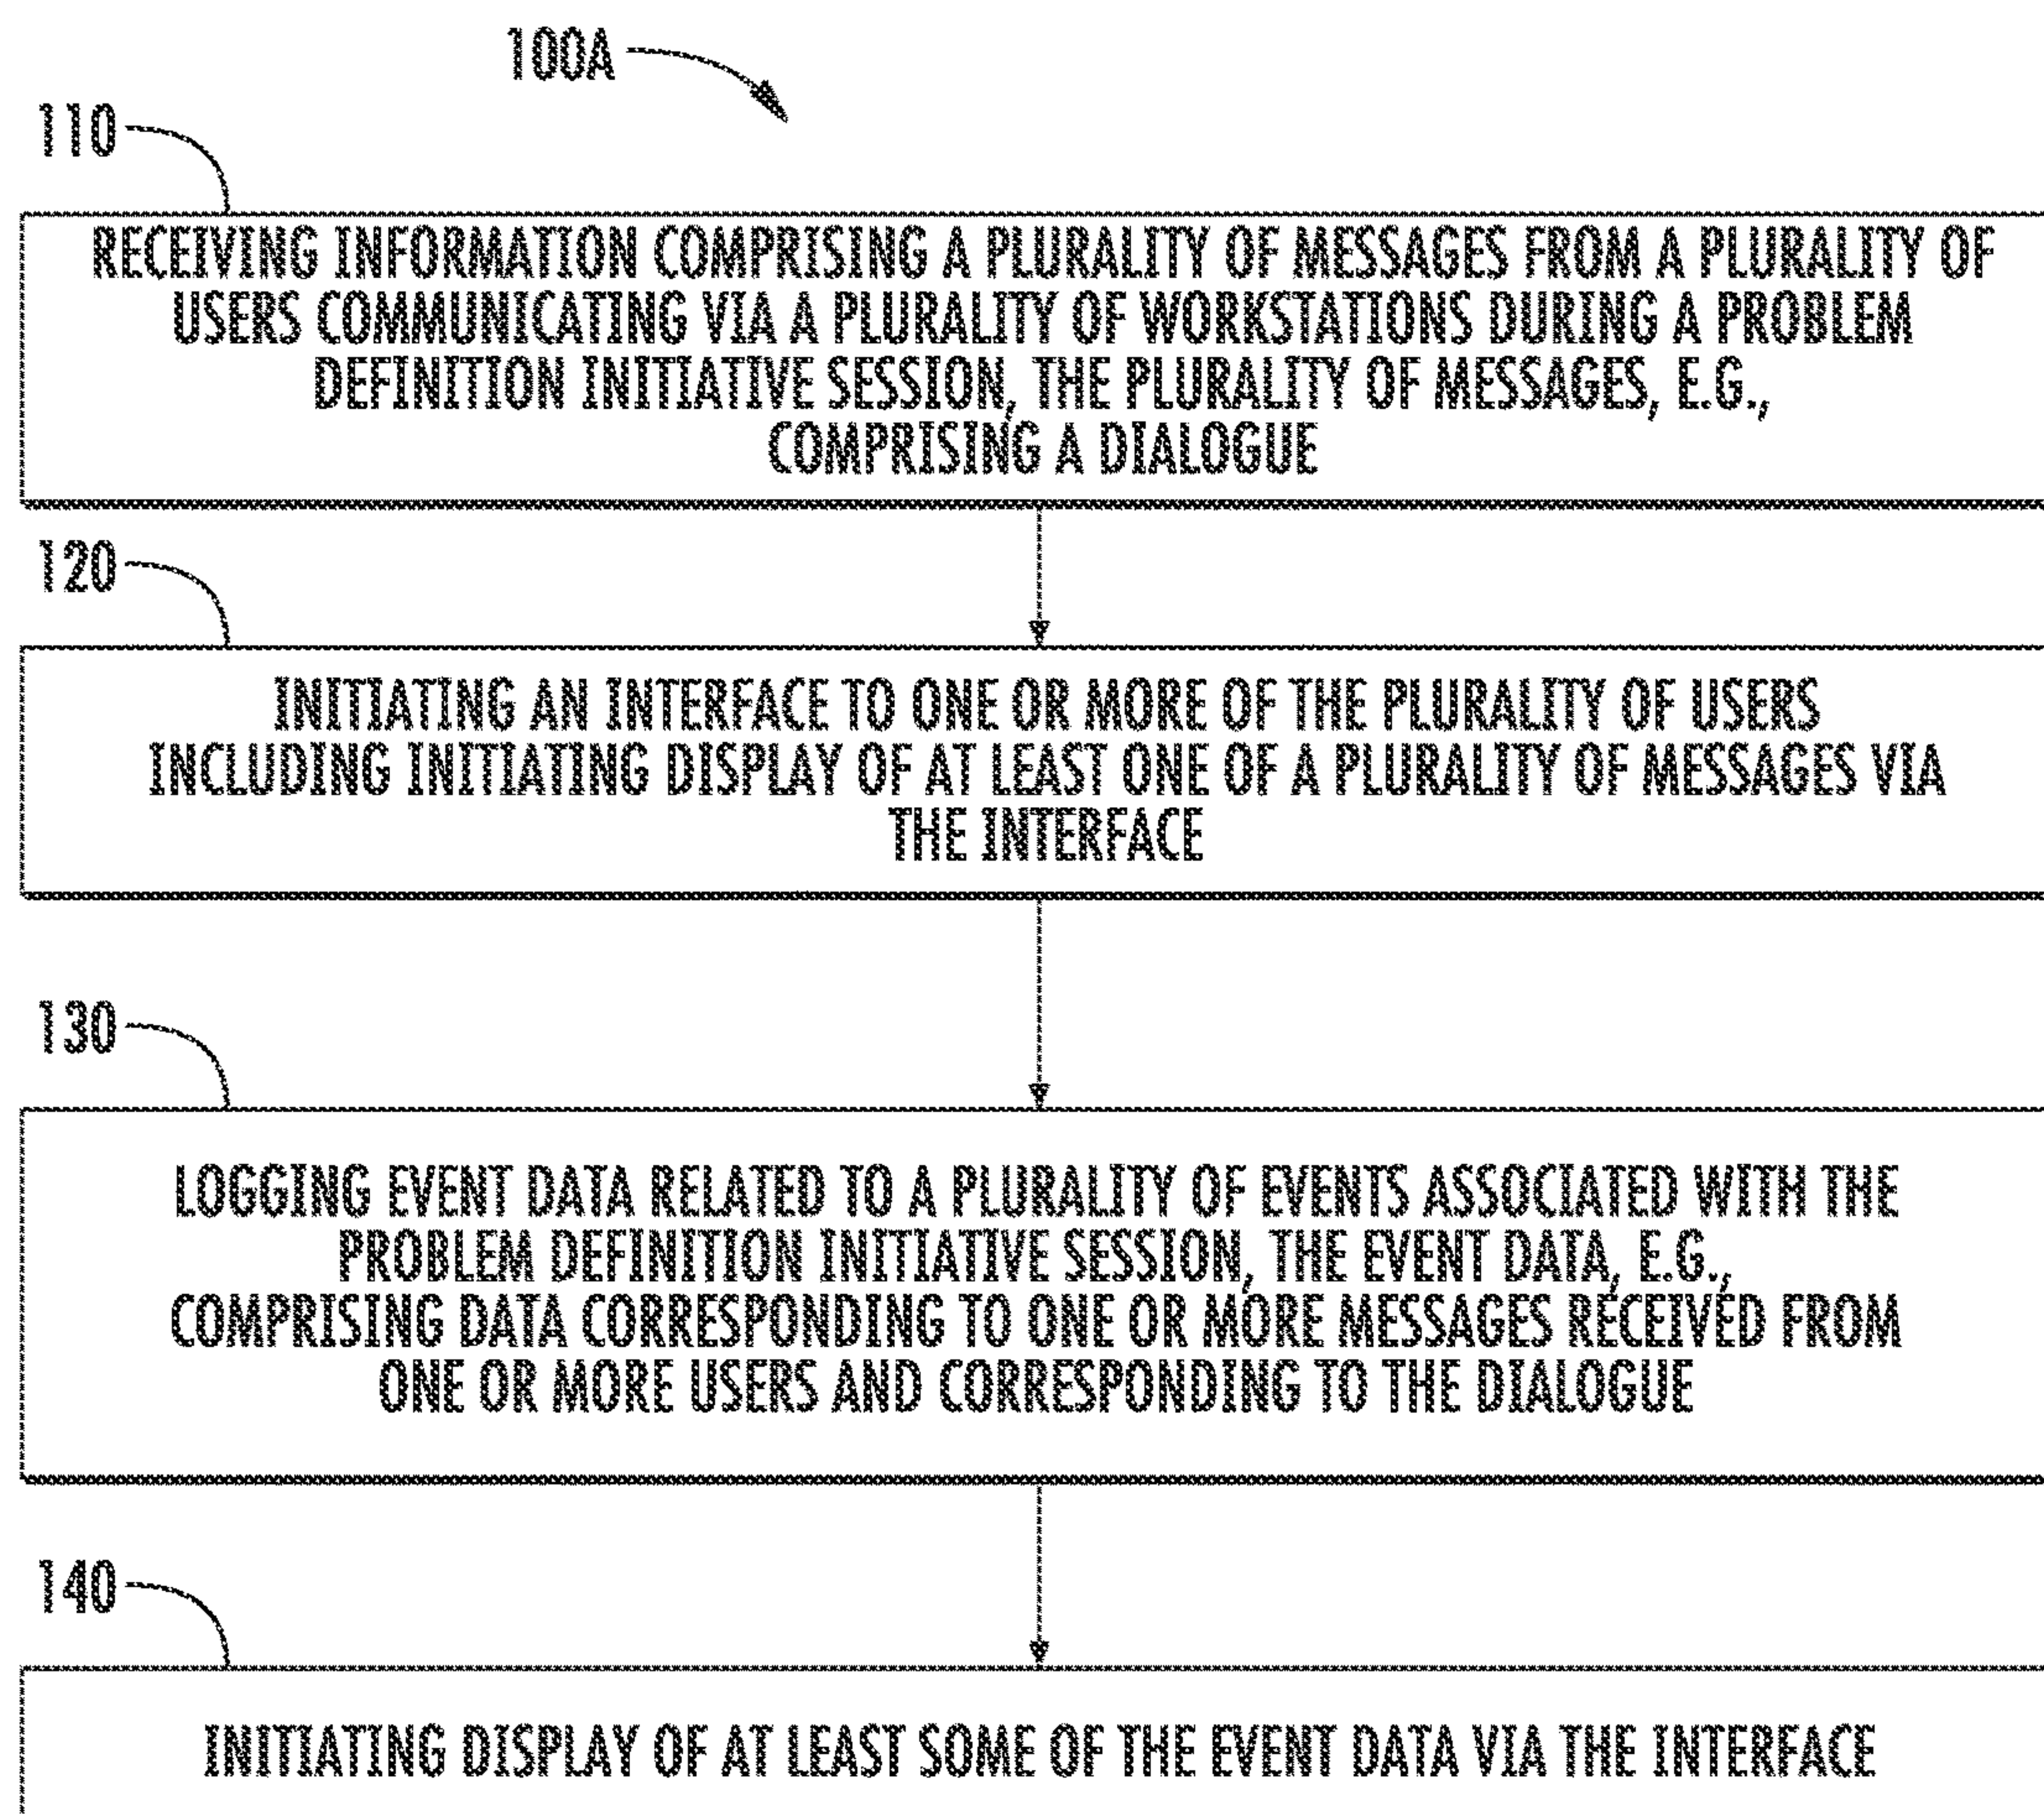 100A
110
RECEIVING INFORMATION COMPRISING A PLURALITY OF MESSAGES FROM A PLURALITY OF
USERS COMMUNICATING VIA A PLURALITY OF WORKSTATIONS DURING A PROBLEM
DEFINITION INITIATIVE SESSION, THE PLURALITY OF MESSAGES, E.G.,
COMPRISING A DIALOGUE
120
INITIATING AN INTERFACE TO ONE OR MORE OF THE PLURALITY OF USERS
INCLUDING INITIATING DISPLAY OF AT LEAST ONE OF A PLURALITY OF MESSAGES VIA
THE INTERFACE
130
LOGGING EVENT DATA RELATED TO A PLURALITY OF EVENTS ASSOCIATED WITH THE
PROBLEM DEFINITION INITIATIVE SESSION, THE EVENT DATA, E.G.,
COMPRISING DATA CORRESPONDING TO ONE OR MORE MESSAGES RECEIVED FROM
ONE OR MORE USERS AND CORRESPONDING TO THE DIALOGUE
140
INITIATING DISPLAY OF AT LEAST SOME OF THE EVENT DATA VIA THE INTERFACE